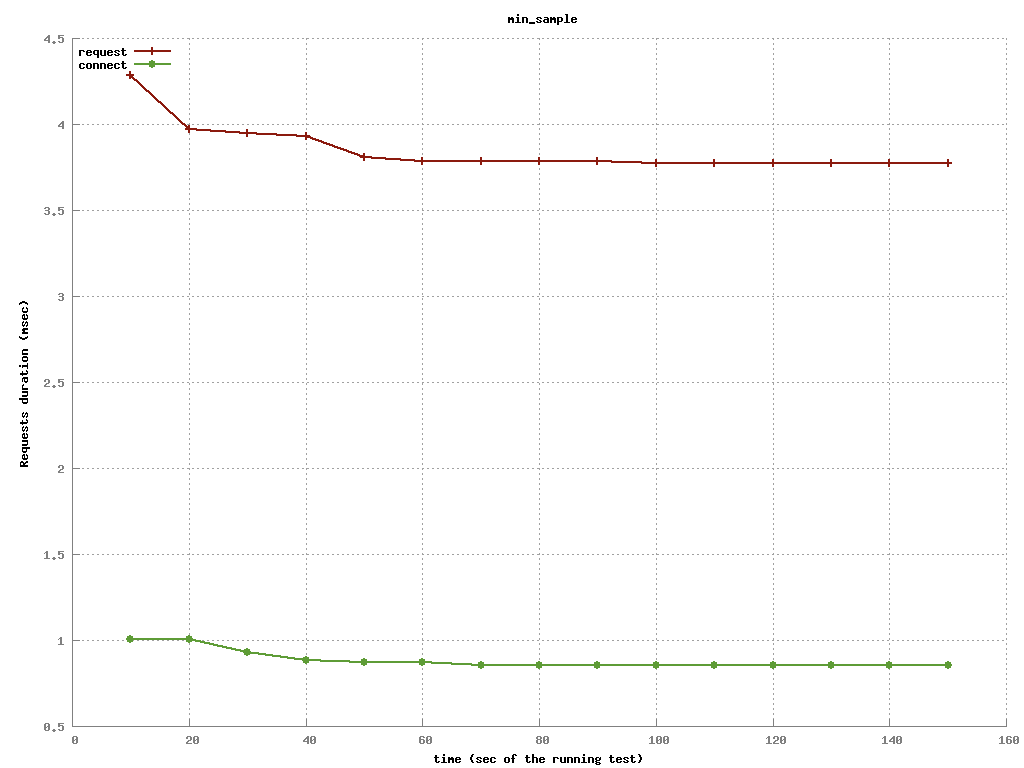 min_sample
request
connect
4.5
4
3.5
3
2.5
2
1.5
1
0.5
Requests duration (msec)
0 20 40 60 80 100 120 140 160
time (sec of the running test)